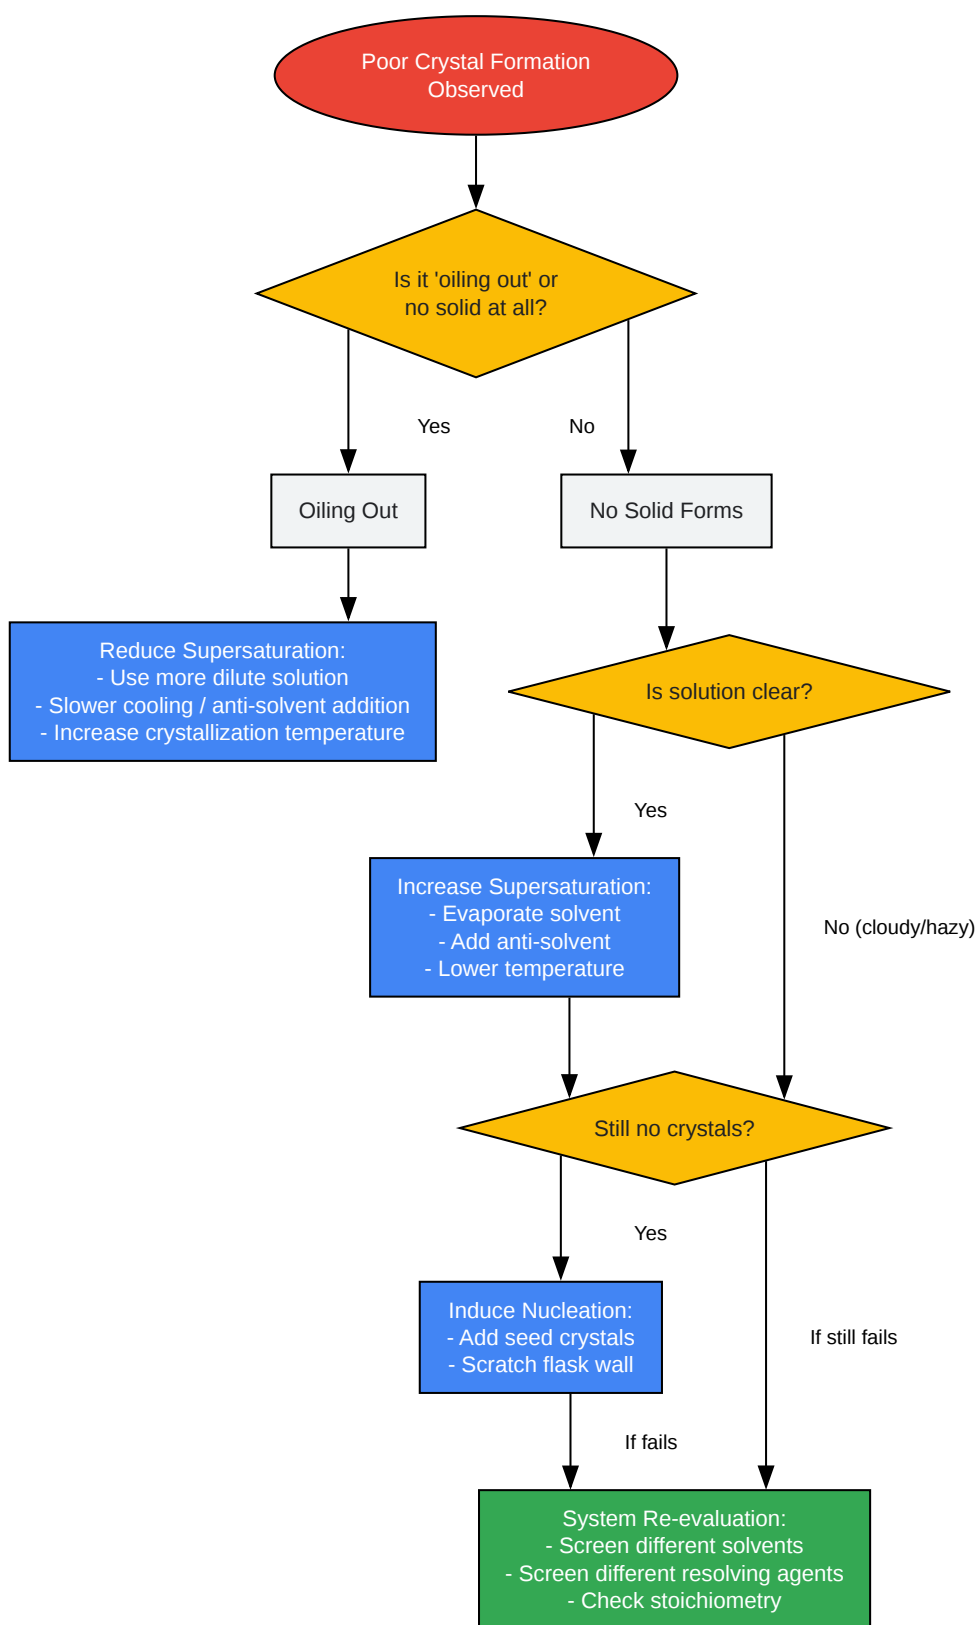 Poor Crystal Formation
Observed
Is it 'oiling out' or
no solid at all?
Yes
No
Oiling Out
No Solid Forms
Reduce Supersaturation:
- Use more dilute solution
- Slower cooling / anti-solvent addition
- Increase crystallization temperature
Is solution clear?
Yes
No (cloudy/hazy)
Increase Supersaturation:
- Evaporate solvent
- Add anti-solvent
- Lower temperature
Still no crystals?
Yes
If still fails
Induce Nucleation:
- Add seed crystals
- Scratch flask wall
If fails
System Re-evaluation:
- Screen different solvents
- Screen different resolving agents
- Check stoichiometry